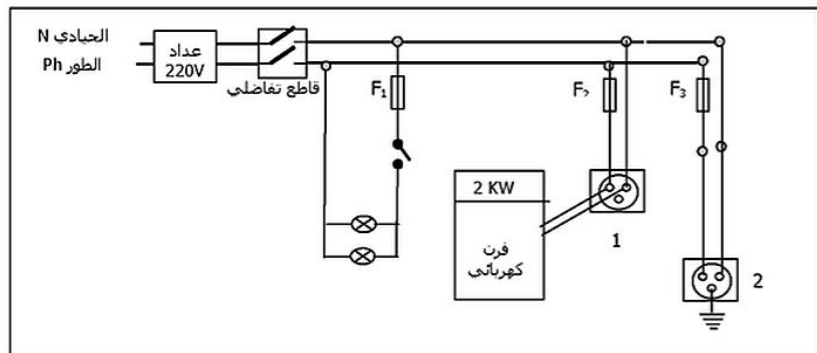 الحيادي N
الطور Ph
عداد
220V
قاطع تفاضلي
F₁
F₂
F₃
2 KW
فرن
كهربائي
1
2